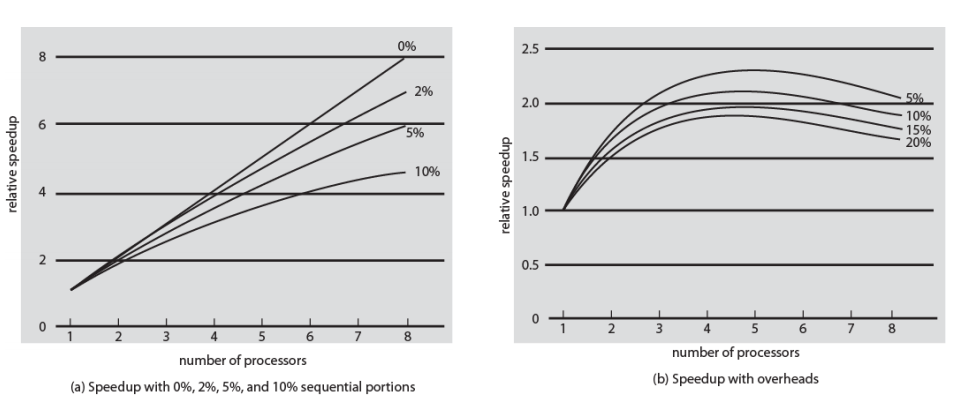 relative speedup
8
6
4
2
0
0%
2%
5%
10%
1 2 3 4 5 6 7 8
number of processors
(a) Speedup with 0%, 2%, 5%, and 10% sequential portions
relative speedup
2.5
2.0
1.5
1.0
0.5
0
5%
10%
15%
20%
1 2 3 4 5 6 7 8
number of processors
(b) Speedup with overheads